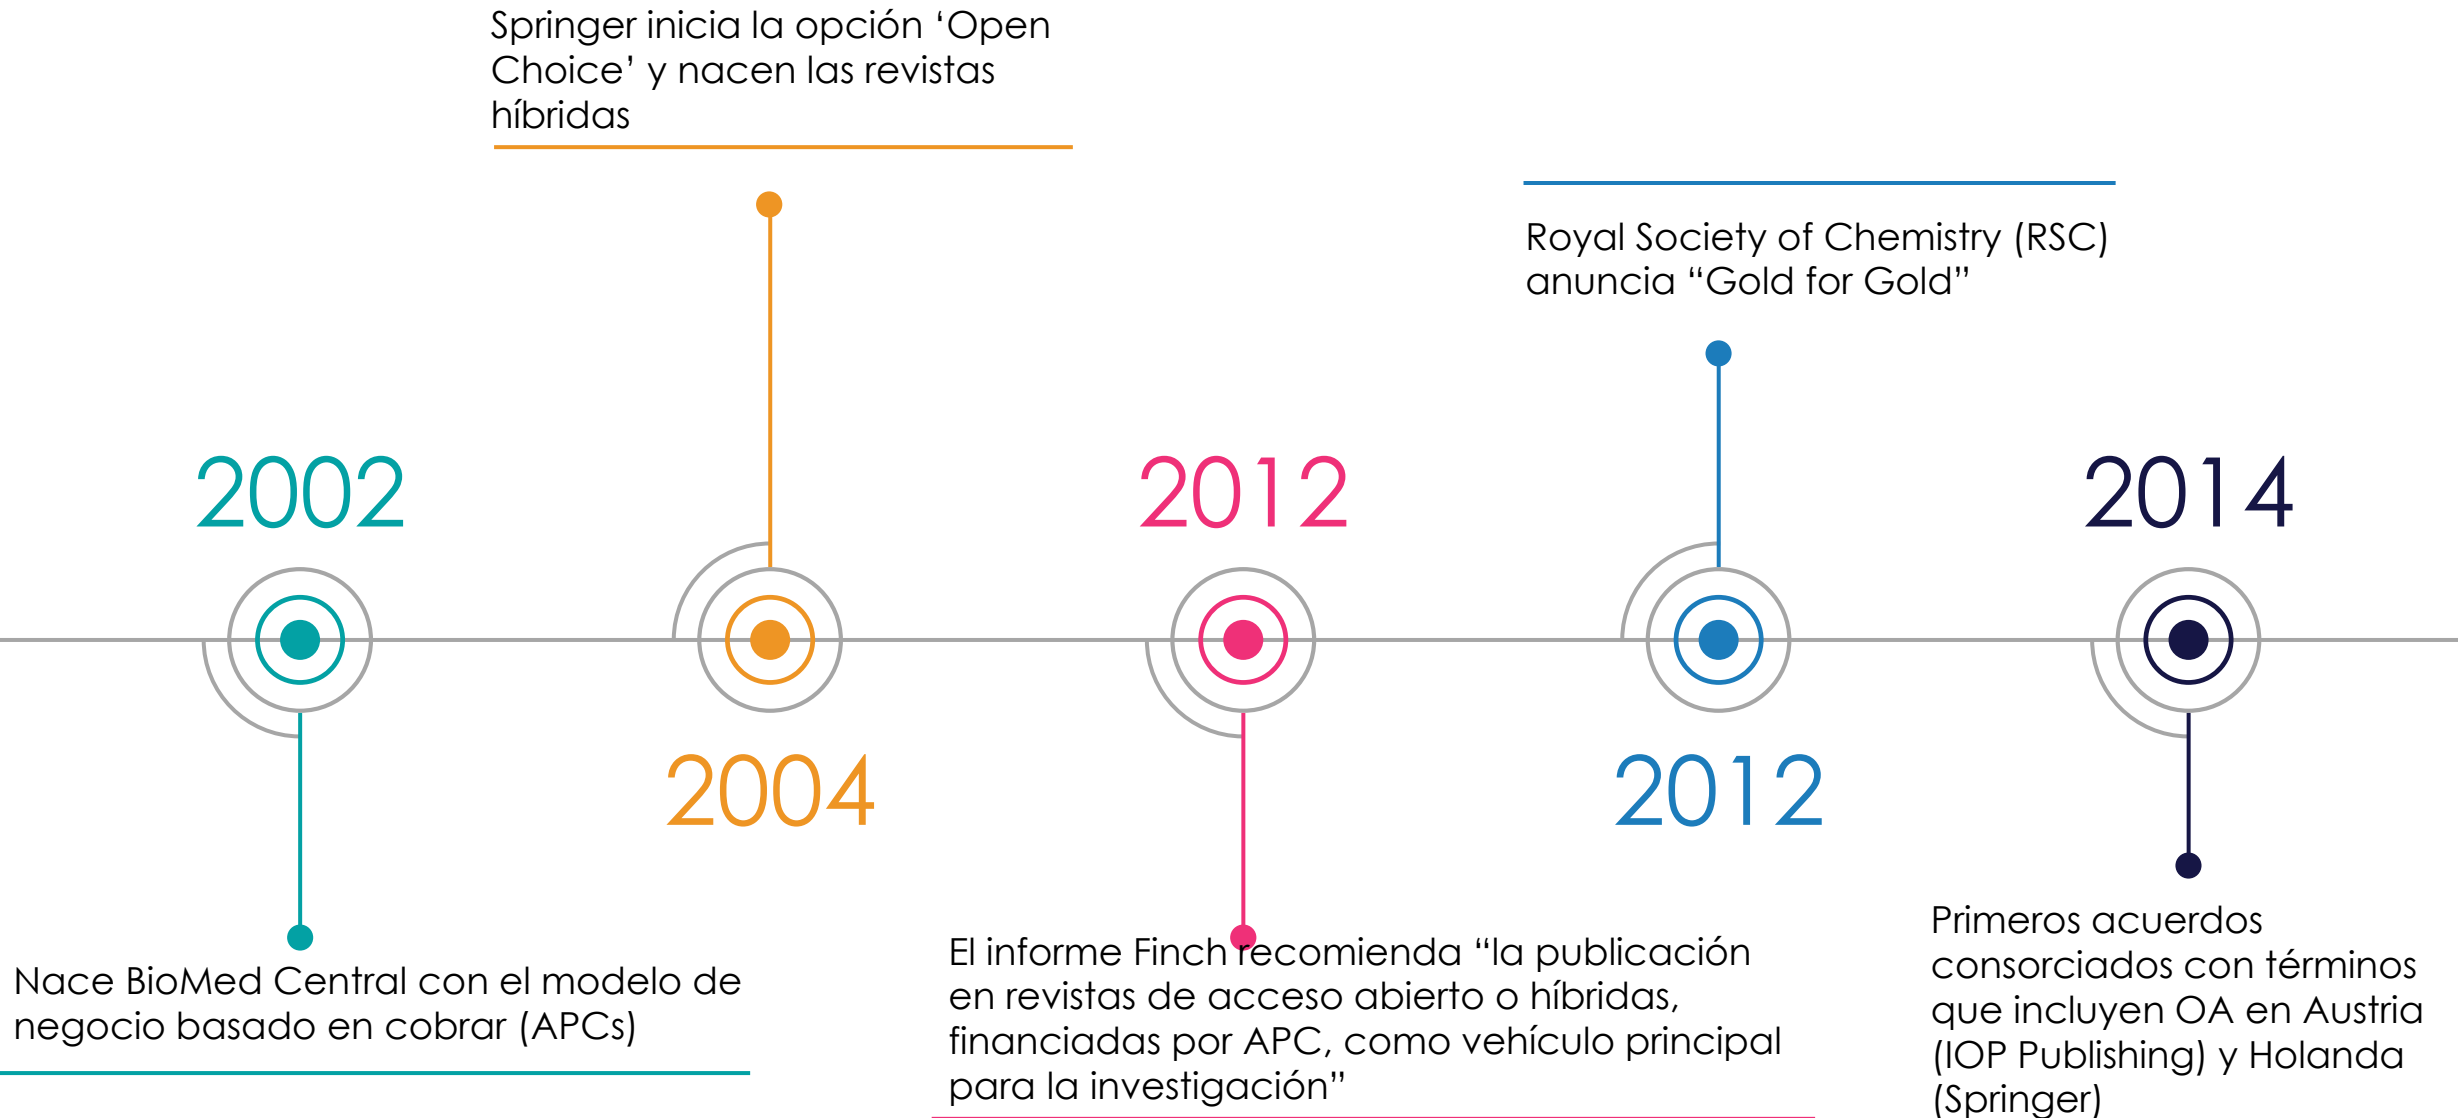 Springer inicia la opción ‘Open
Choice’ y nacen las revistas
híbridas
Royal Society of Chemistry (RSC)
anuncia “Gold for Gold”
2002
2012
2014
2004
2012
Nace BioMed Central con el modelo de
negocio basado en cobrar (APCs)
El informe Finch recomienda “la publicación
en revistas de acceso abierto o híbridas,
financiadas por APC, como vehículo principal
para la investigación”
Primeros acuerdos
consorciados con términos
que incluyen OA en Austria
(IOP Publishing) y Holanda
(Springer)